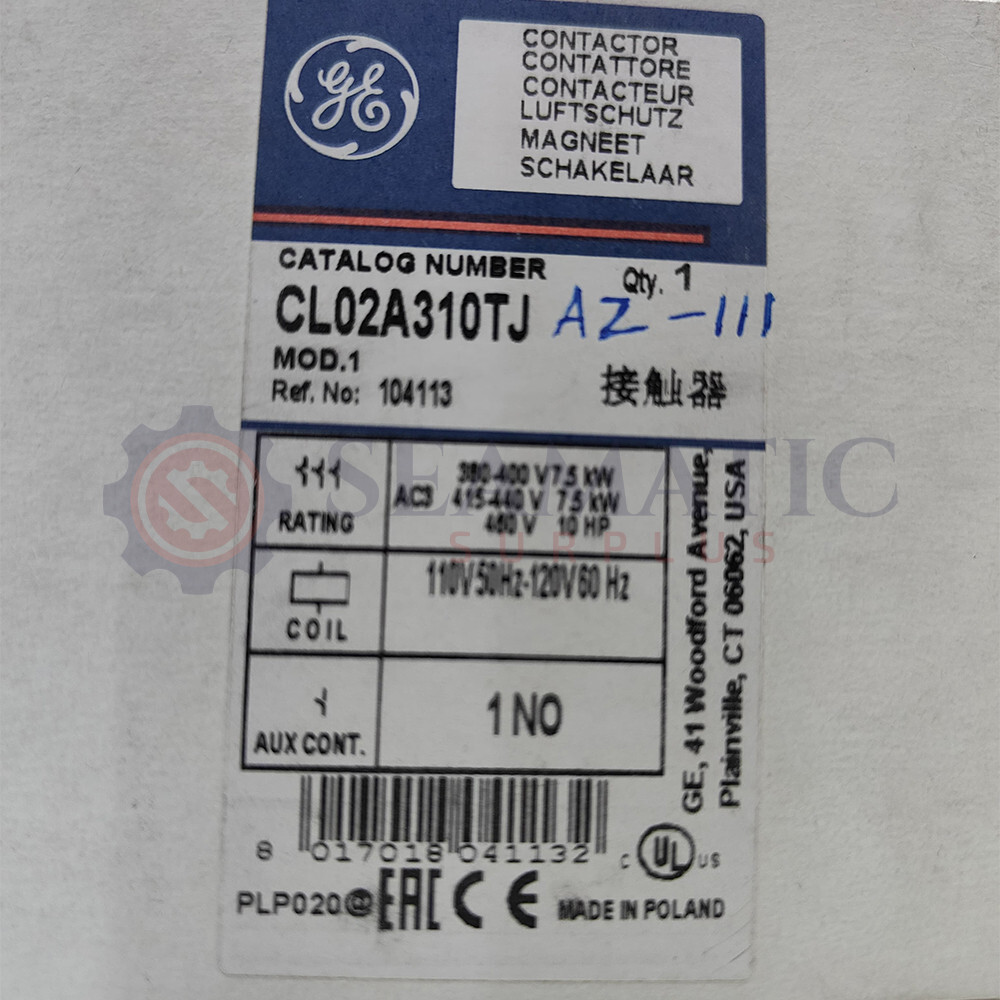 GE
CONTACTOR
CONTATTORE
CONTACTEUR
LUFTSCHUTZ
MAGNEET
SCHAKELAAR
CATALOG NUMBER
Qty. 1
CL02A310TJ AZ-111
MOD.1
Ref. No: 104113
接触器
RATING
AC3
380-400 V 7,5 kW
415-440 V 7,5 kW
460 V 10 HP
COIL
110V 50Hz-120V 60 Hz
AUX CONT.
1 NO
GE, 41 Woodford Avenue,
Plainville, CT 06062, USA
8 017018 041132
C UL US
PLP020@ EAC CE MADE IN POLAND
SEAMATIC
SURPLUS